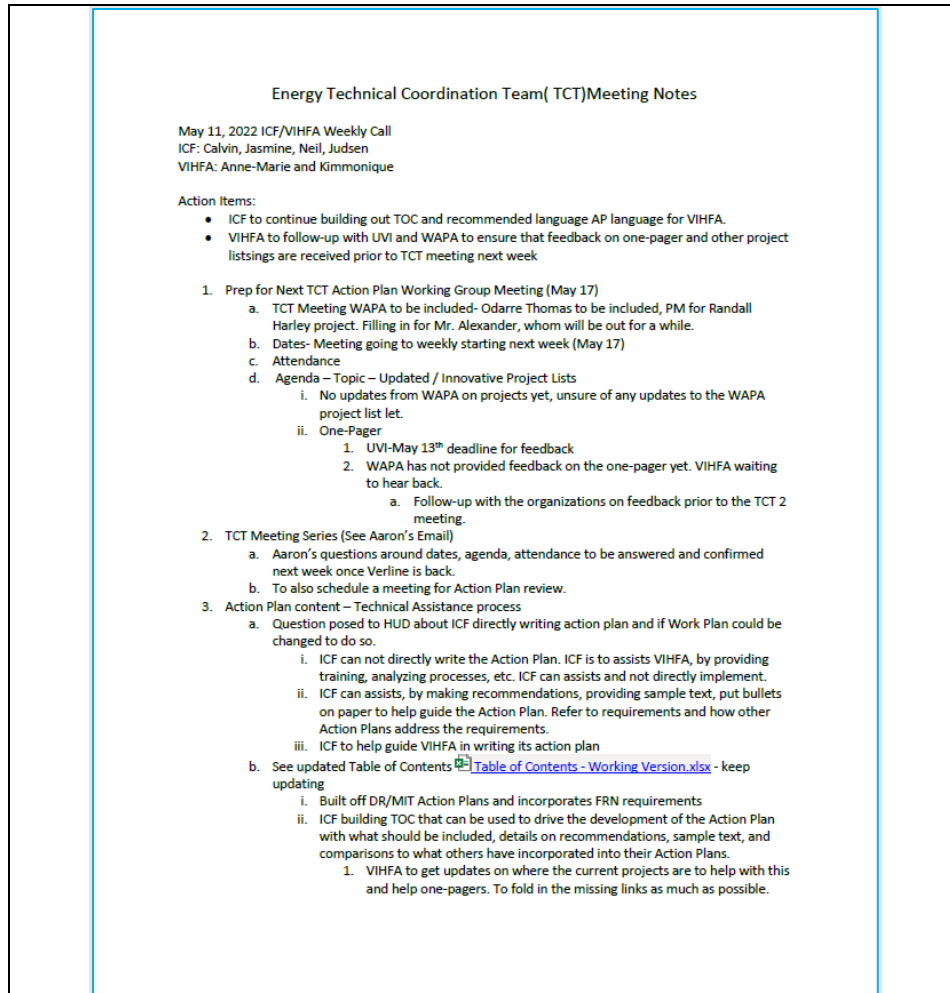 Energy Technical Coordination Team( TCT)Meeting Notes
May 11, 2022 ICF/VIHFA Weekly Call
ICF: Calvin, Jasmine, Neil, Judsen
VIHFA: Anne-Marie and Kimmonique
Action Items:
• ICF to continue building out TOC and recommended language AP language for VIHFA.
• VIHFA to follow-up with UVI and WAPA to ensure that feedback on one-pager and other project
listings are received prior to TCT meeting next week
1. Prep for Next TCT Action Plan Working Group Meeting (May 17)
a. TCT Meeting WAPA to be included- Odarre Thomas to be included, PM for Randall
Harley project. Filling in for Mr. Alexander, whom will be out for a while.
b. Dates- Meeting going to weekly starting next week (May 17)
c. Attendance
d. Agenda – Topic – Updated / Innovative Project Lists
i. No updates from WAPA on projects yet, unsure of any updates to the WAPA
project list let.
ii. One-Pager
1. UVI-May 13th deadline for feedback
2. WAPA has not provided feedback on the one-pager yet. VIHFA waiting
to hear back.
a. Follow-up with the organizations on feedback prior to the TCT 2
meeting.
2. TCT Meeting Series (See Aaron's Email)
a. Aaron's questions around dates, agenda, attendance to be answered and confirmed
next week once Verline is back.
b. To also schedule a meeting for Action Plan review.
3. Action Plan content – Technical Assistance process
a. Question posed to HUD about ICF directly writing action plan and if Work Plan could be
changed to do so.
i. ICF can not directly write the Action Plan. ICF is to assists VIHFA, by providing
training, analyzing processes, etc. ICF can assists and not directly implement.
ii. ICF can assists, by making recommendations, providing sample text, put bullets
on paper to help guide the Action Plan. Refer to requirements and how other
Action Plans address the requirements.
iii. ICF to help guide VIHFA in writing its action plan
b. See updated Table of Contents Table of Contents - Working Version.xlsx - keep
updating
i. Built off DR/MIT Action Plans and incorporates FRN requirements
ii. ICF building TOC that can be used to drive the development of the Action Plan
with what should be included, details on recommendations, sample text, and
comparisons to what others have incorporated into their Action Plans.
1. VIHFA to get updates on where the current projects are to help with this
and help one-pagers. To fold in the missing links as much as possible.